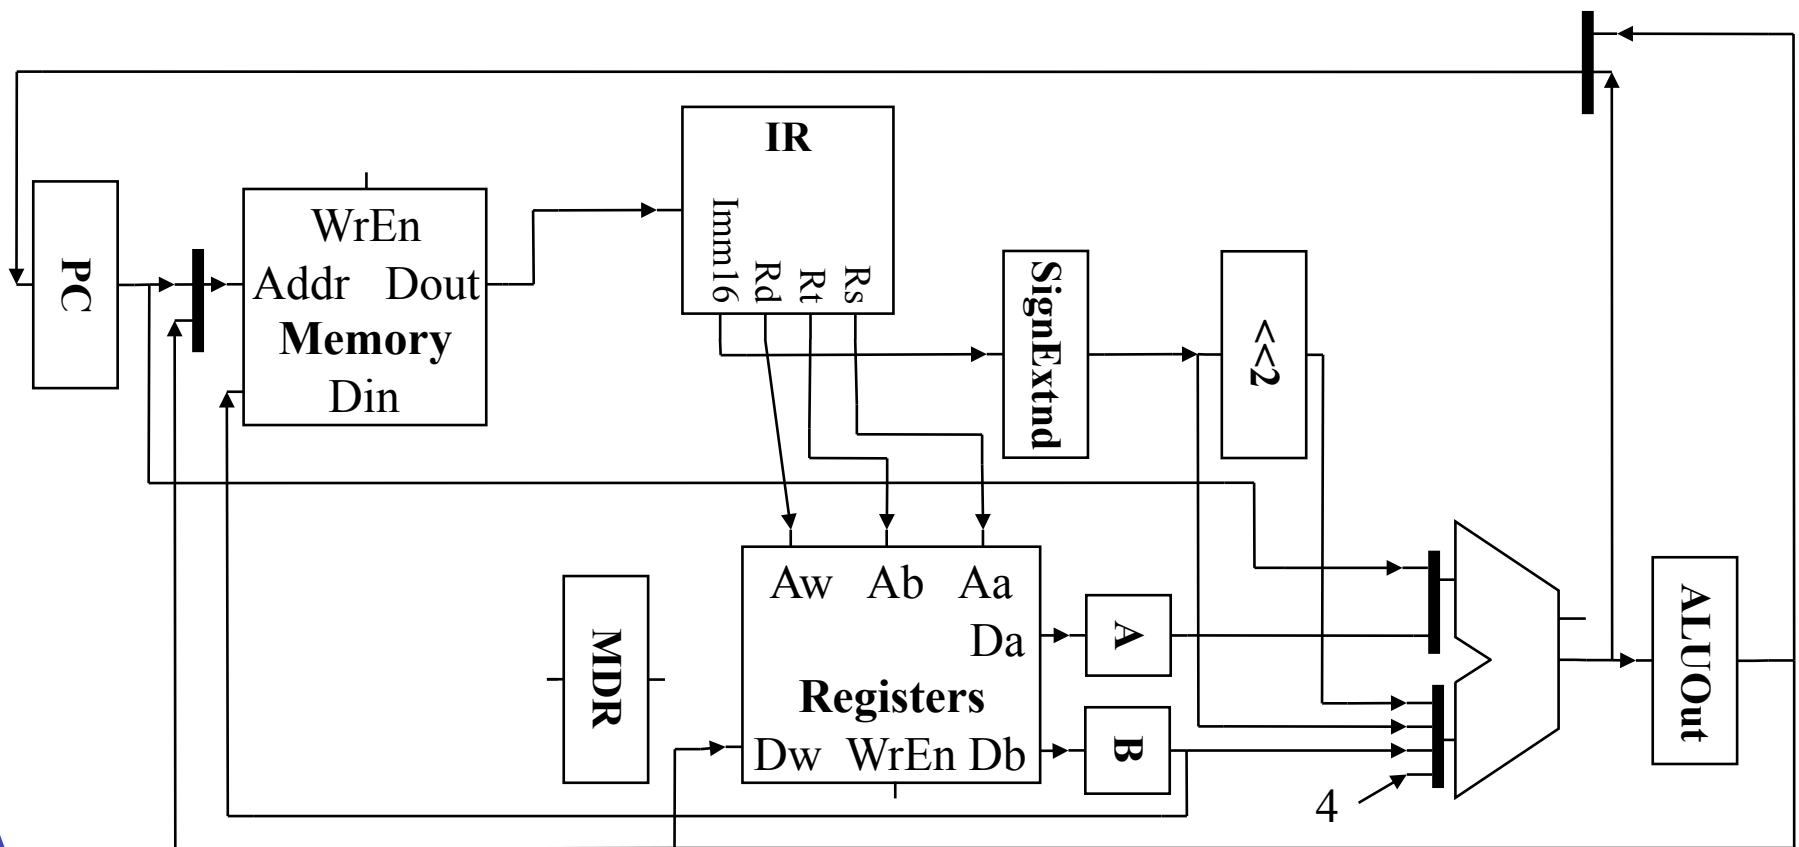 IR
WrEn
PC
Addr Dout
Memory
Din
Imm16
Rd
Rt
Rs
SignExtnd
<<2
MDR
Aw Ab Aa
Da
Registers
Dw WrEn Db
A
B
4
ALUOut